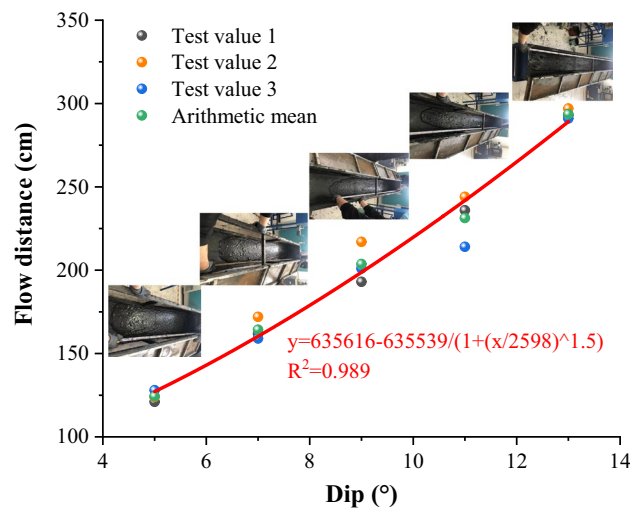 Flow distance (cm)
350
300
250
200
150
100
Test value 1
Test value 2
Test value 3
Arithmetic mean
y=635616-635539/(1+(x/2598)^1.5)
R²=0.989
4
6
8
10
12
14
Dip (°)